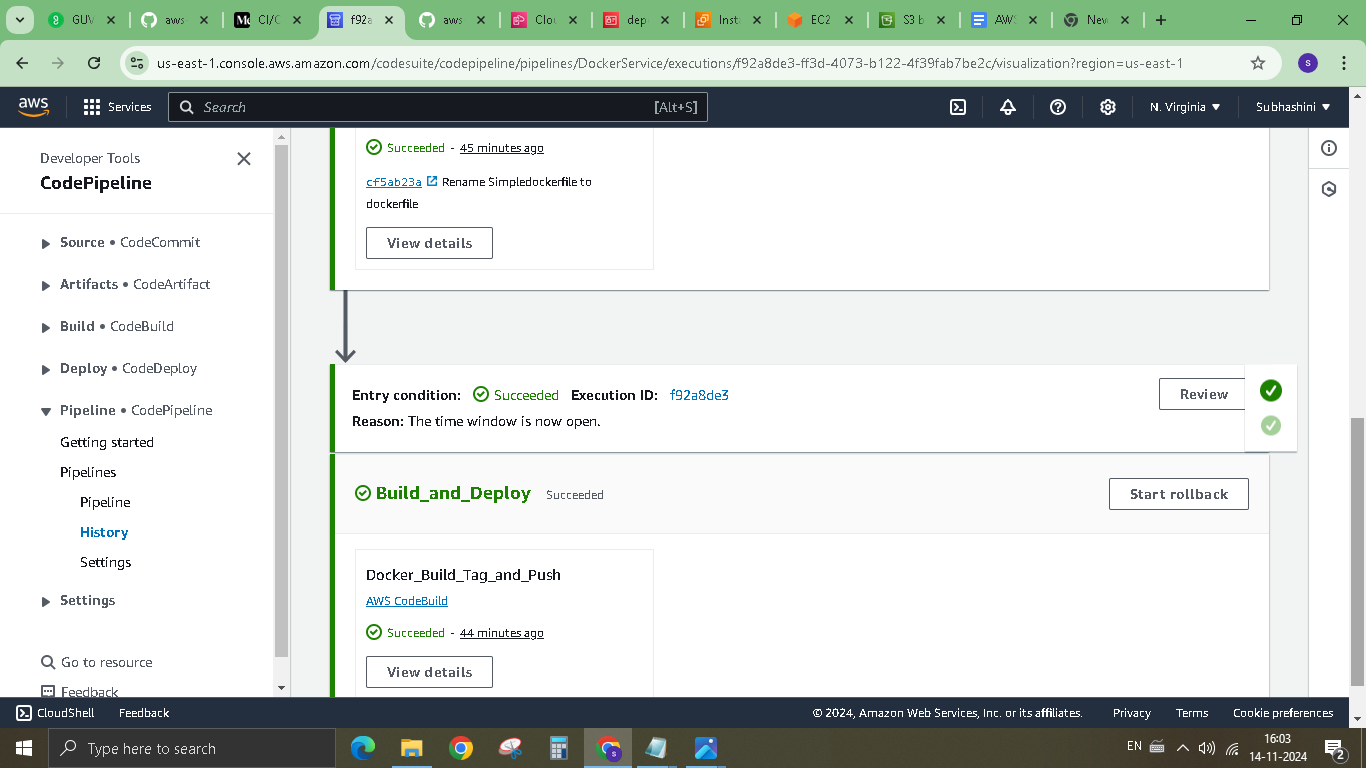 GUV
aws
CI/C
f92a
aws
Clou
dep
Insta
EC2
S3 b
AWS
Nev
us-east-1.console.aws.amazon.com/codesuite/codepipeline/pipelines/DockerService/executions/f92a8de3-ff3d-4073-b122-4f39fab7be2c/visualization?region=us-east-1
s
aws
Services
Search
[Alt+S]
N. Virginia
Subhashini
Developer Tools
CodePipeline
Source • CodeCommit
Artifacts • CodeArtifact
Build • CodeBuild
Deploy • CodeDeploy
Pipeline • CodePipeline
Getting started
Pipelines
Pipeline
History
Settings
Settings
Go to resource
Feedback
Succeeded - 45 minutes ago
cf5ab23a Rename Simpledockerfile to
dockerfile
View details
Entry condition: Succeeded Execution ID: f92a8de3
Reason: The time window is now open.
Review
Build_and_Deploy Succeeded
Start rollback
Docker_Build_Tag_and_Push
AWS CodeBuild
Succeeded - 44 minutes ago
View details
CloudShell Feedback
© 2024, Amazon Web Services, Inc. or its affiliates. Privacy Terms Cookie preferences
Type here to search
EN
16:03
14-11-2024
2